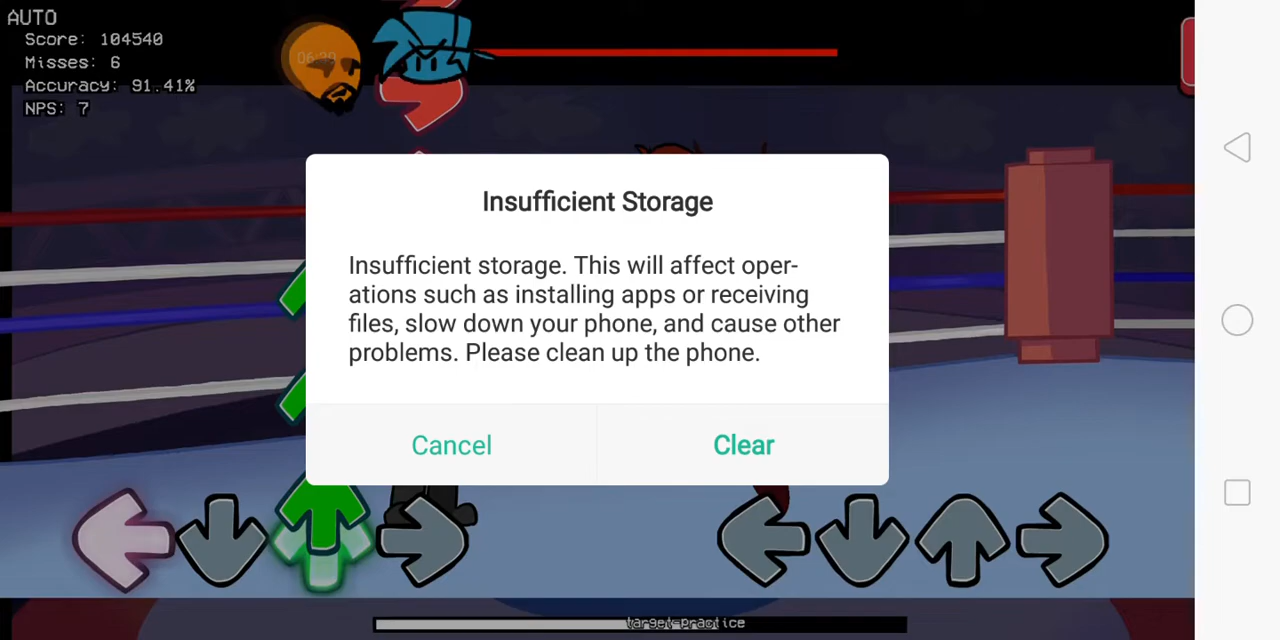 AUTO
Score: 104540
Misses: 6
Accuracy: 91.41%
NPS: 7
Insufficient Storage
Insufficient storage. This will affect oper-
ations such as installing apps or receiving
files, slow down your phone, and cause other
problems. Please clean up the phone.
Cancel
Clear
target-practice